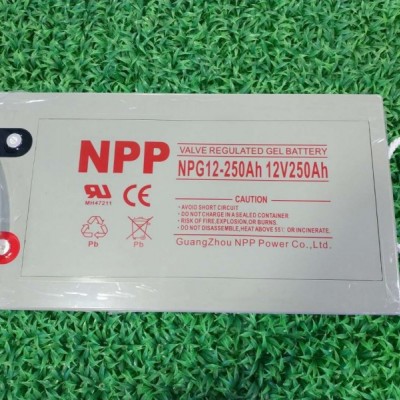 NPP
VALVE REGULATED GEL BATTERY
NPG12-250Ah 12V250Ah
MH47211
CE
CAUTION
•AVOID SHORT CIRCUIT
•DO NOT CHARGE IN A SEALED CONTAINER
•RISK OF FIRE, EXPLOSION, OR BURNS.
•DO NOT DISASSEMBLE, HEAT ABOVE 55℃ OR INCINERATE.
Pb
Pb
GuangZhou NPP Power Co.,Ltd.